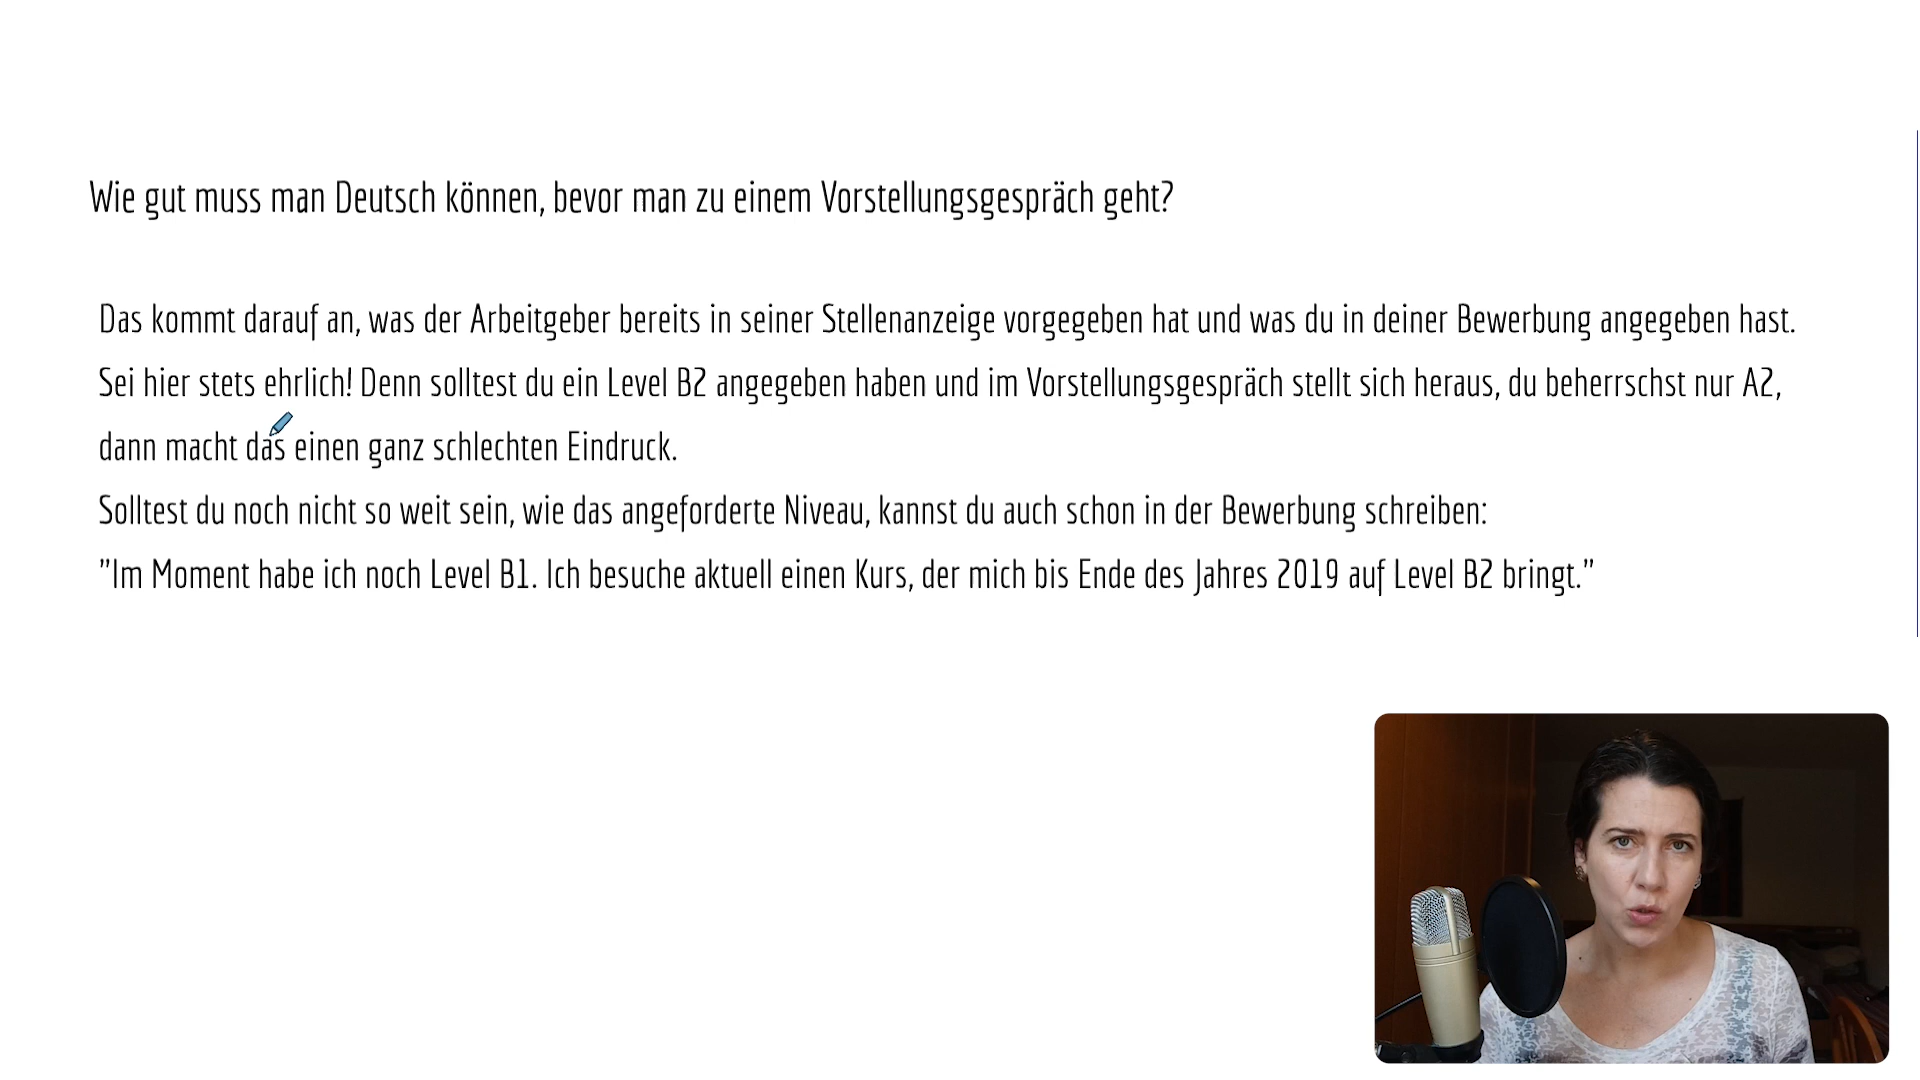 Wie gut muss man Deutsch können, bevor man zu einem Vorstellungsgespräch geht?
Das kommt darauf an, was der Arbeitgeber bereits in seiner Stellenanzeige vorgegeben hat und was du in deiner Bewerbung angegeben hast.
Sei hier stets ehrlich! Denn solltest du ein Level B2 angegeben haben und im Vorstellungsgespräch stellt sich heraus, du beherrschst nur A2,
dann macht das einen ganz schlechten Eindruck.
Solltest du noch nicht so weit sein, wie das angeforderte Niveau, kannst du auch schon in der Bewerbung schreiben:
"Im Moment habe ich noch Level B1. Ich besuche aktuell einen Kurs, der mich bis Ende des Jahres 2019 auf Level B2 bringt."